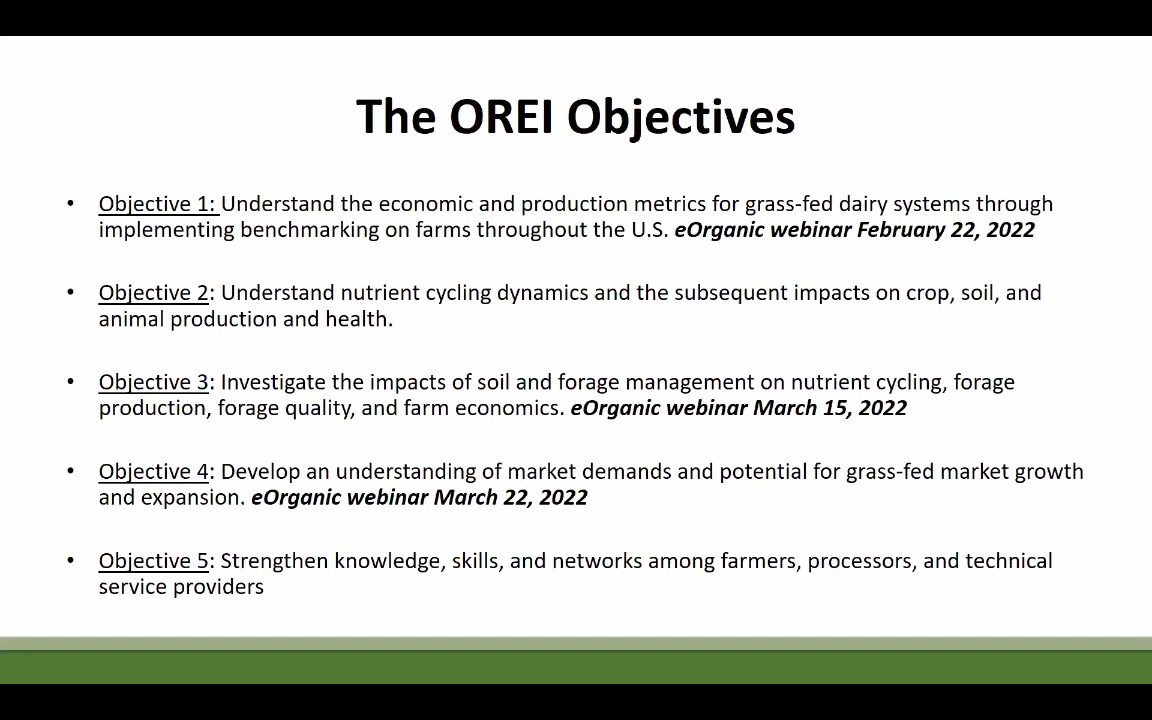 The OREI Objectives
• Objective 1: Understand the economic and production metrics for grass-fed dairy systems through
implementing benchmarking on farms throughout the U.S. eOrganic webinar February 22, 2022
• Objective 2: Understand nutrient cycling dynamics and the subsequent impacts on crop, soil, and
animal production and health.
• Objective 3: Investigate the impacts of soil and forage management on nutrient cycling, forage
production, forage quality, and farm economics. eOrganic webinar March 15, 2022
• Objective 4: Develop an understanding of market demands and potential for grass-fed market growth
and expansion. eOrganic webinar March 22, 2022
• Objective 5: Strengthen knowledge, skills, and networks among farmers, processors, and technical
service providers